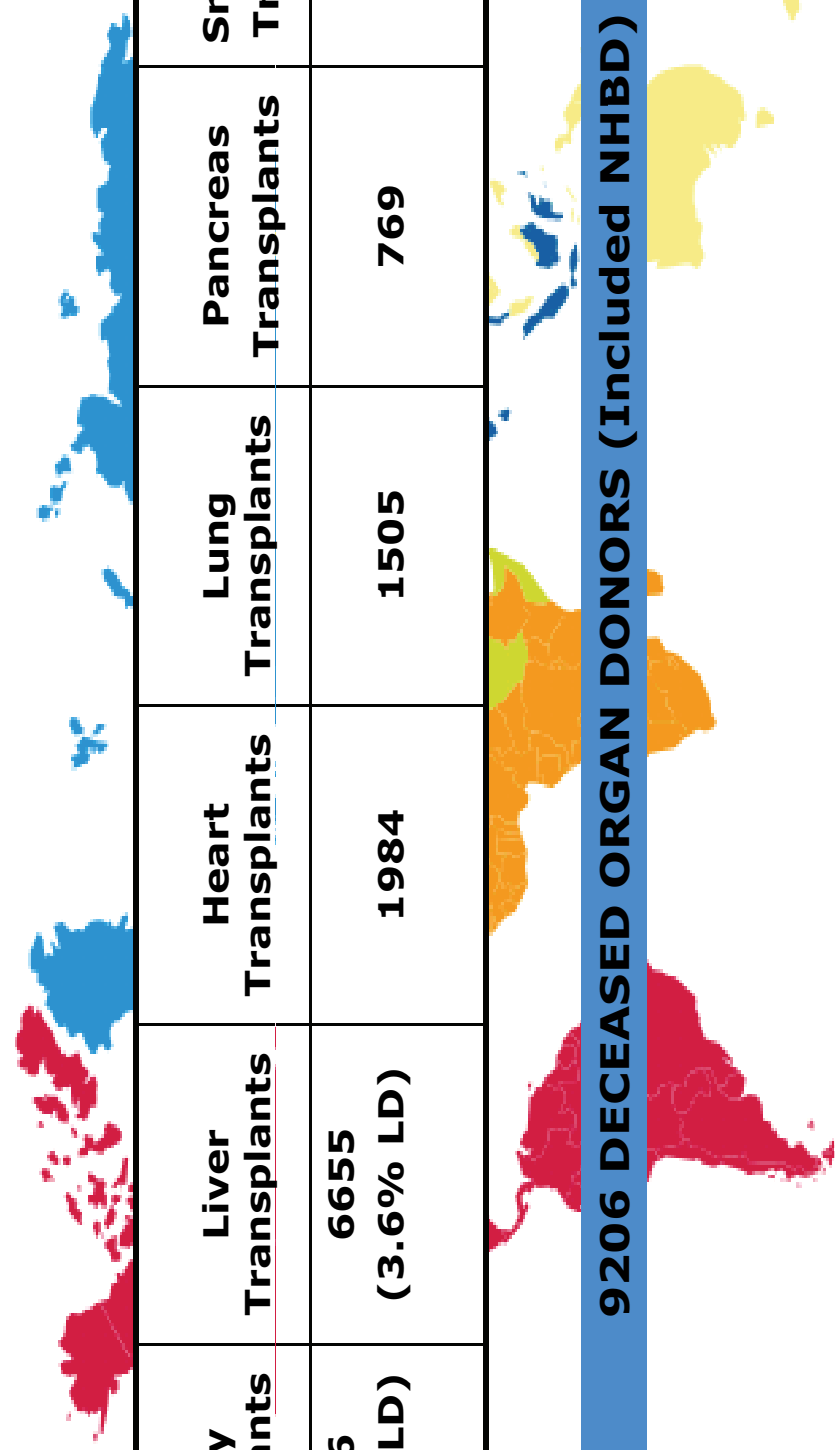 Liver
Transplants
Heart
Transplants
Lung
Transplants
Pancreas
Transplants
LD)
6655
(3.6% LD)
1984
1505
769
9206 DECEASED ORGAN DONORS (Included NHBD)